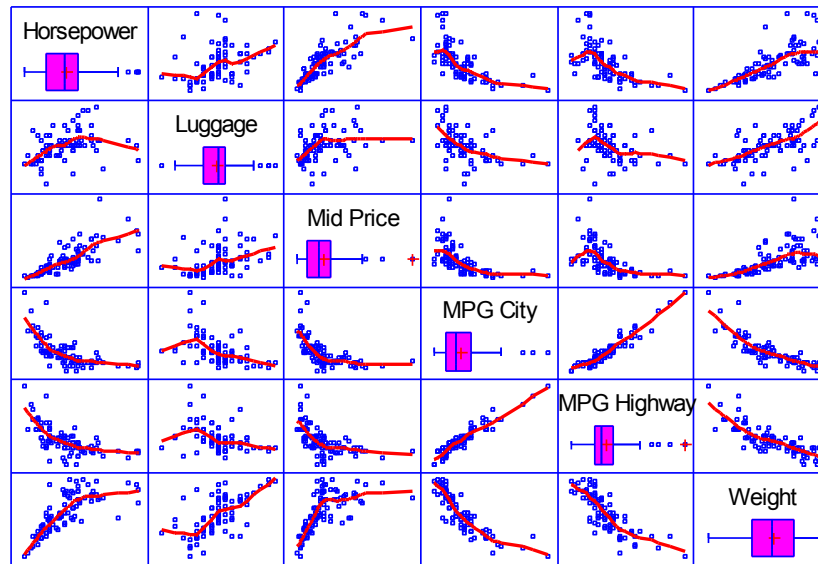 Horsepower
Luggage
Mid Price
MPG City
MPG Highway
Weight